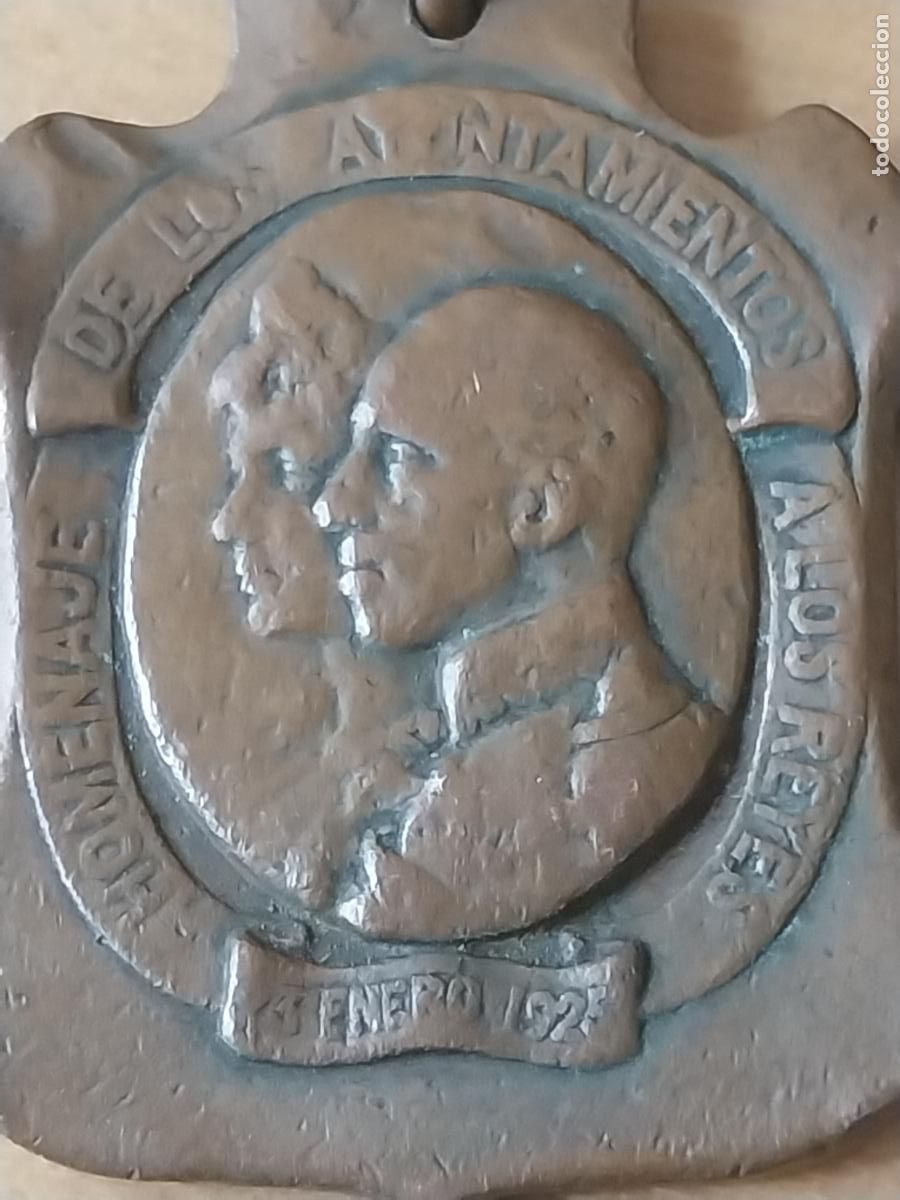 HOMENAJE
DE LOS AYUNTAMIENTOS
A LOS REYES
ENERO 1925
todocoleccion